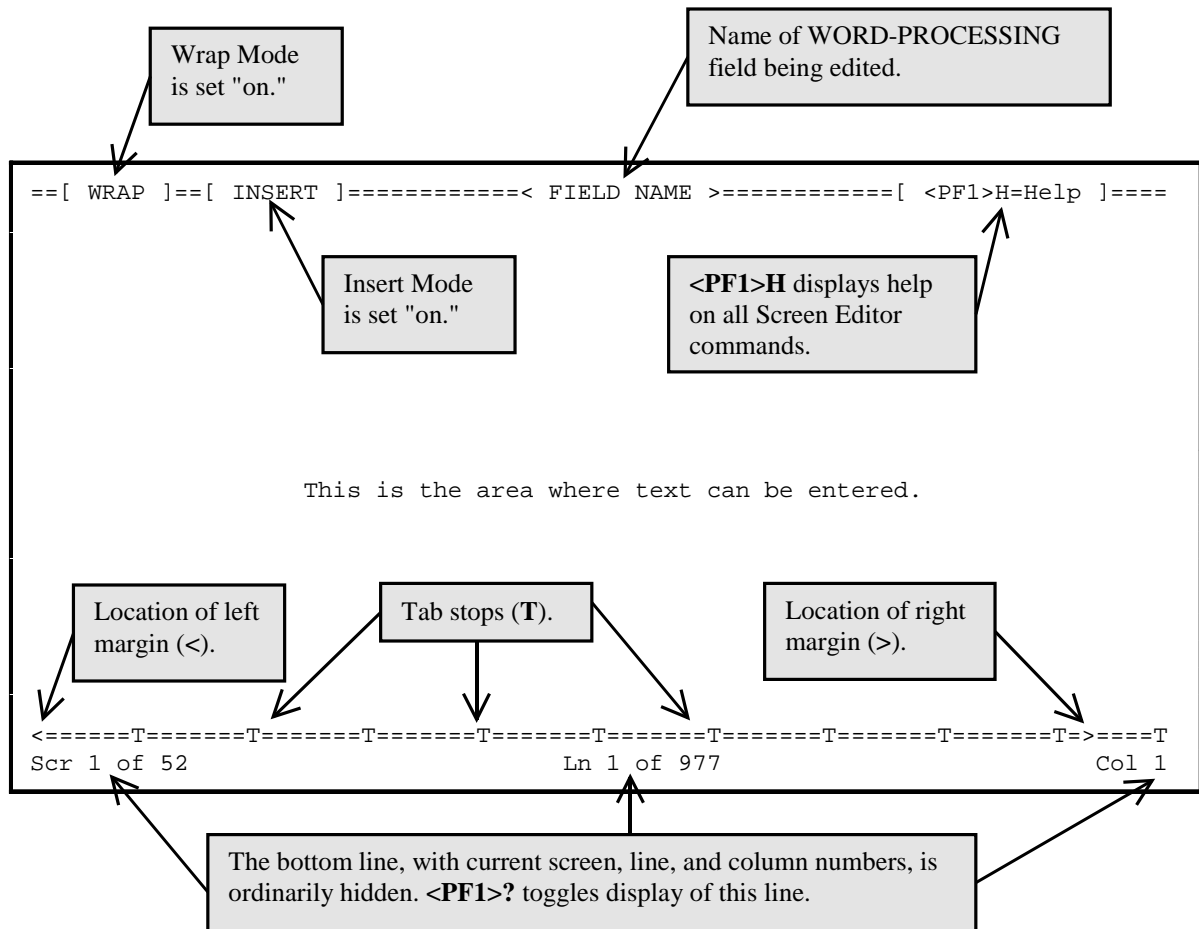 Wrap Mode
is set "on."
Name of WORD-PROCESSING
field being edited.
==[ WRAP ]==[ INSERT ]============< FIELD NAME >============[ <PF1>H=Help ]====
Insert Mode
is set "on."
<PF1>H displays help
on all Screen Editor
commands.
This is the area where text can be entered.
Location of left
margin (<).
Tab stops (T).
Location of right
margin (>).
<======T=======T=======T=======T=======T=======T=======T=======T=======T=>====T
Scr 1 of 52 Ln 1 of 977 Col 1
The bottom line, with current screen, line, and column numbers, is
ordinarily hidden. <PF1>? toggles display of this line.